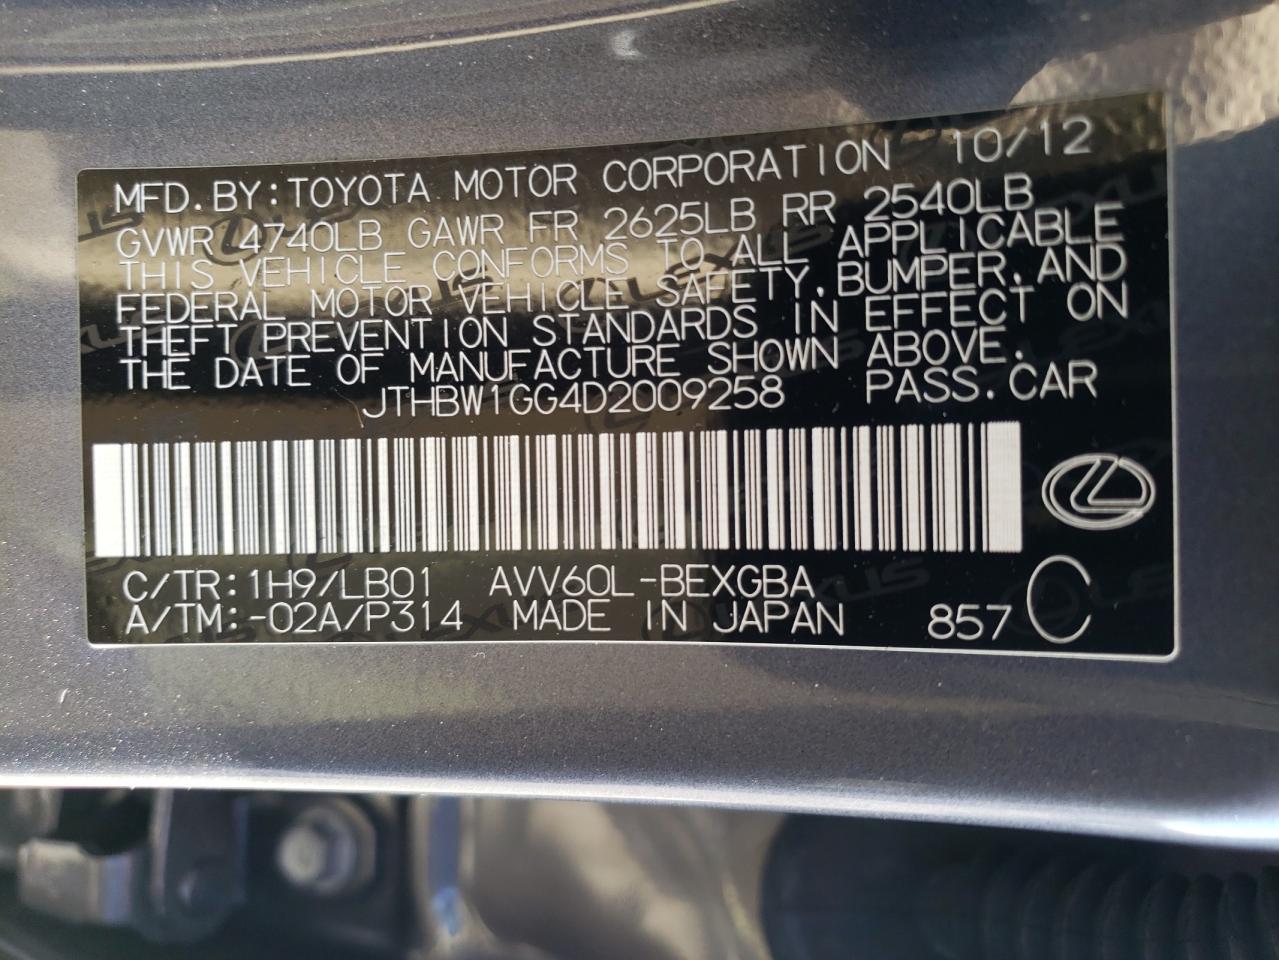 MFD.BY:TOYOTA MOTOR CORPORATION 10/12
GVWR 4740LB GAWR FR 2625LB RR 2540LB
THIS VEHICLE CONFORMS TO ALL APPLICABLE
FEDERAL MOTOR VEHICLE SAFETY,BUMPER,AND
THEFT PREVENTION STANDARDS IN EFFECT ON
THE DATE OF MANUFACTURE SHOWN ABOVE.
JTHBW1GG4D2009258 PASS.CAR
C/TR:1H9/LB01 AVV60L-BEXGBA
A/TM:-02A/P314 MADE IN JAPAN 857 C